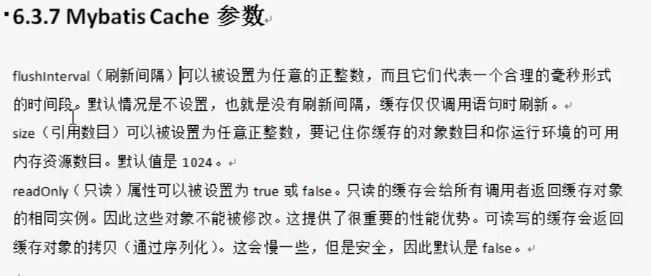 6.3.7 Mybatis Cache 参数
flushInterval（刷新间隔）可以被设置为任意的正整数，而且它们代表一个合理的毫秒形式
的时间段。默认情况是不设置，也就是没有刷新间隔，缓存仅仅调用语句时刷新。
size（引用数目）可以被设置为任意正整数，要记住你缓存的对象数目和你运行环境的可用
内存资源数目。默认值是 1024。
readOnly（只读）属性可以被设置为 true 或 false。只读的缓存会给所有调用者返回缓存对象
的相同实例。因此这些对象不能被修改。这提供了很重要的性能优势。可读写的缓存会返回
缓存对象的拷贝（通过序列化）。这会慢一些，但是安全，因此默认是 false。